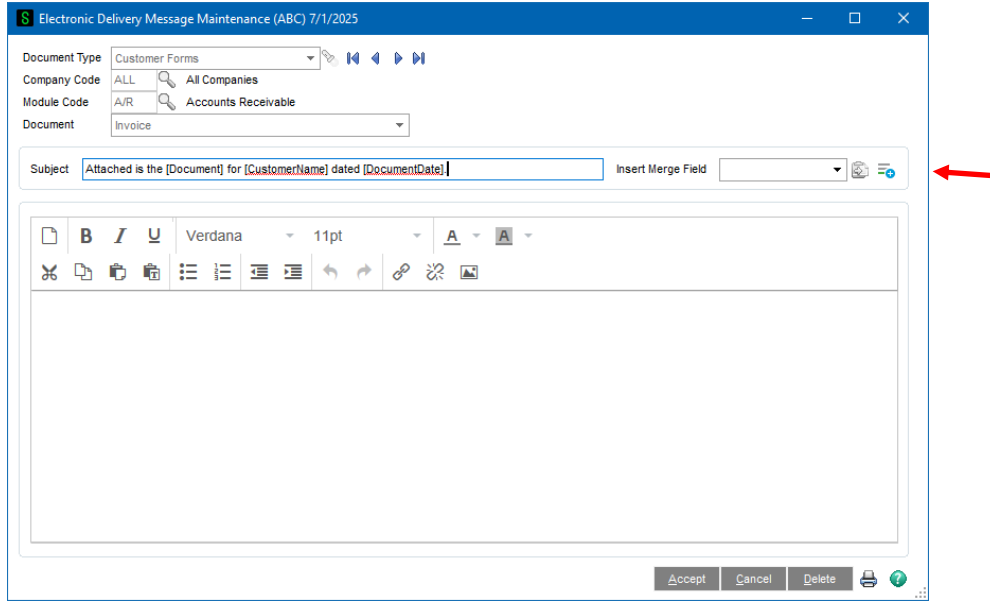 S Electronic Delivery Message Maintenance (ABC) 7/1/2025
Document Type Customer Forms
Company Code ALL All Companies
Module Code A/R Accounts Receivable
Document Invoice
Subject Attached is the [Document] for [CustomerName] dated [DocumentDate]. Insert Merge Field
B I U Verdana 11pt A A
Accept Cancel Delete ?